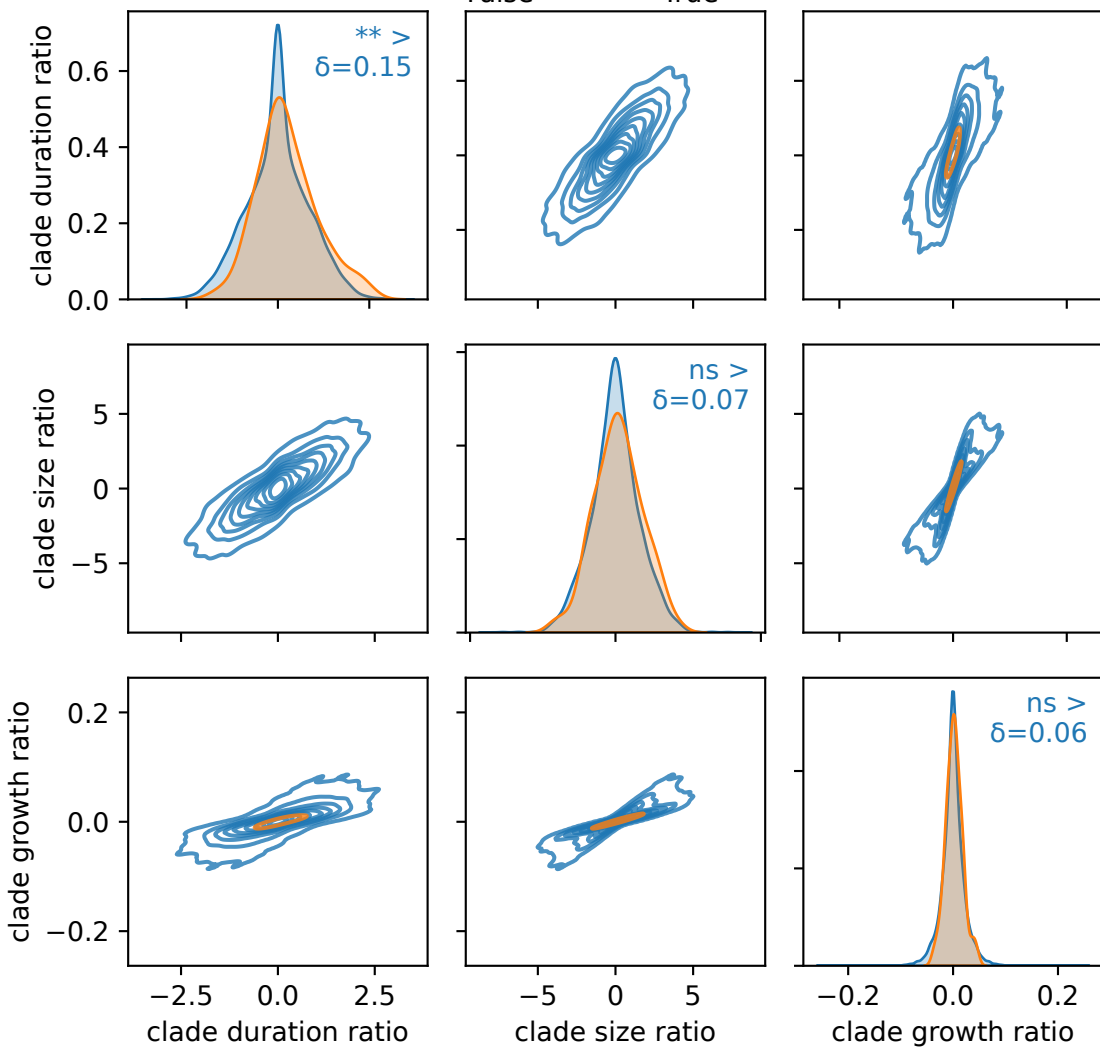 False True
clade duration ratio
0.6
0.4
0.2
0.0
** >
δ=0.15
clade size ratio
5
0
−5
ns >
δ=0.07
clade growth ratio
0.2
0.0
−0.2
ns >
δ=0.06
−2.5 0.0 2.5
−5 0 5
−0.2 0.0 0.2
clade duration ratio
clade size ratio
clade growth ratio